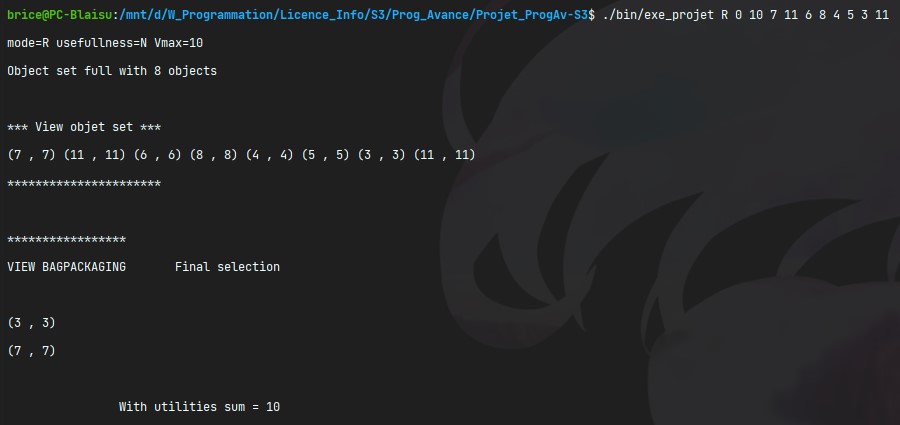 brice@PC-Blaisu:/mnt/d/W_Programmation/Licence_Info/S3/Prog_Avance/Projet_ProgAv-S3$ ./bin/exe_projet R 0 10 7 11 6 8 4 5 3 11
mode=R usefullness=N Vmax=10
Object set full with 8 objects
*** View objet set ***
(7 , 7) (11 , 11) (6 , 6) (8 , 8) (4 , 4) (5 , 5) (3 , 3) (11 , 11)
**********************
*****************
VIEW BAGPACKAGING Final selection
(3 , 3)
(7 , 7)
With utilities sum = 10